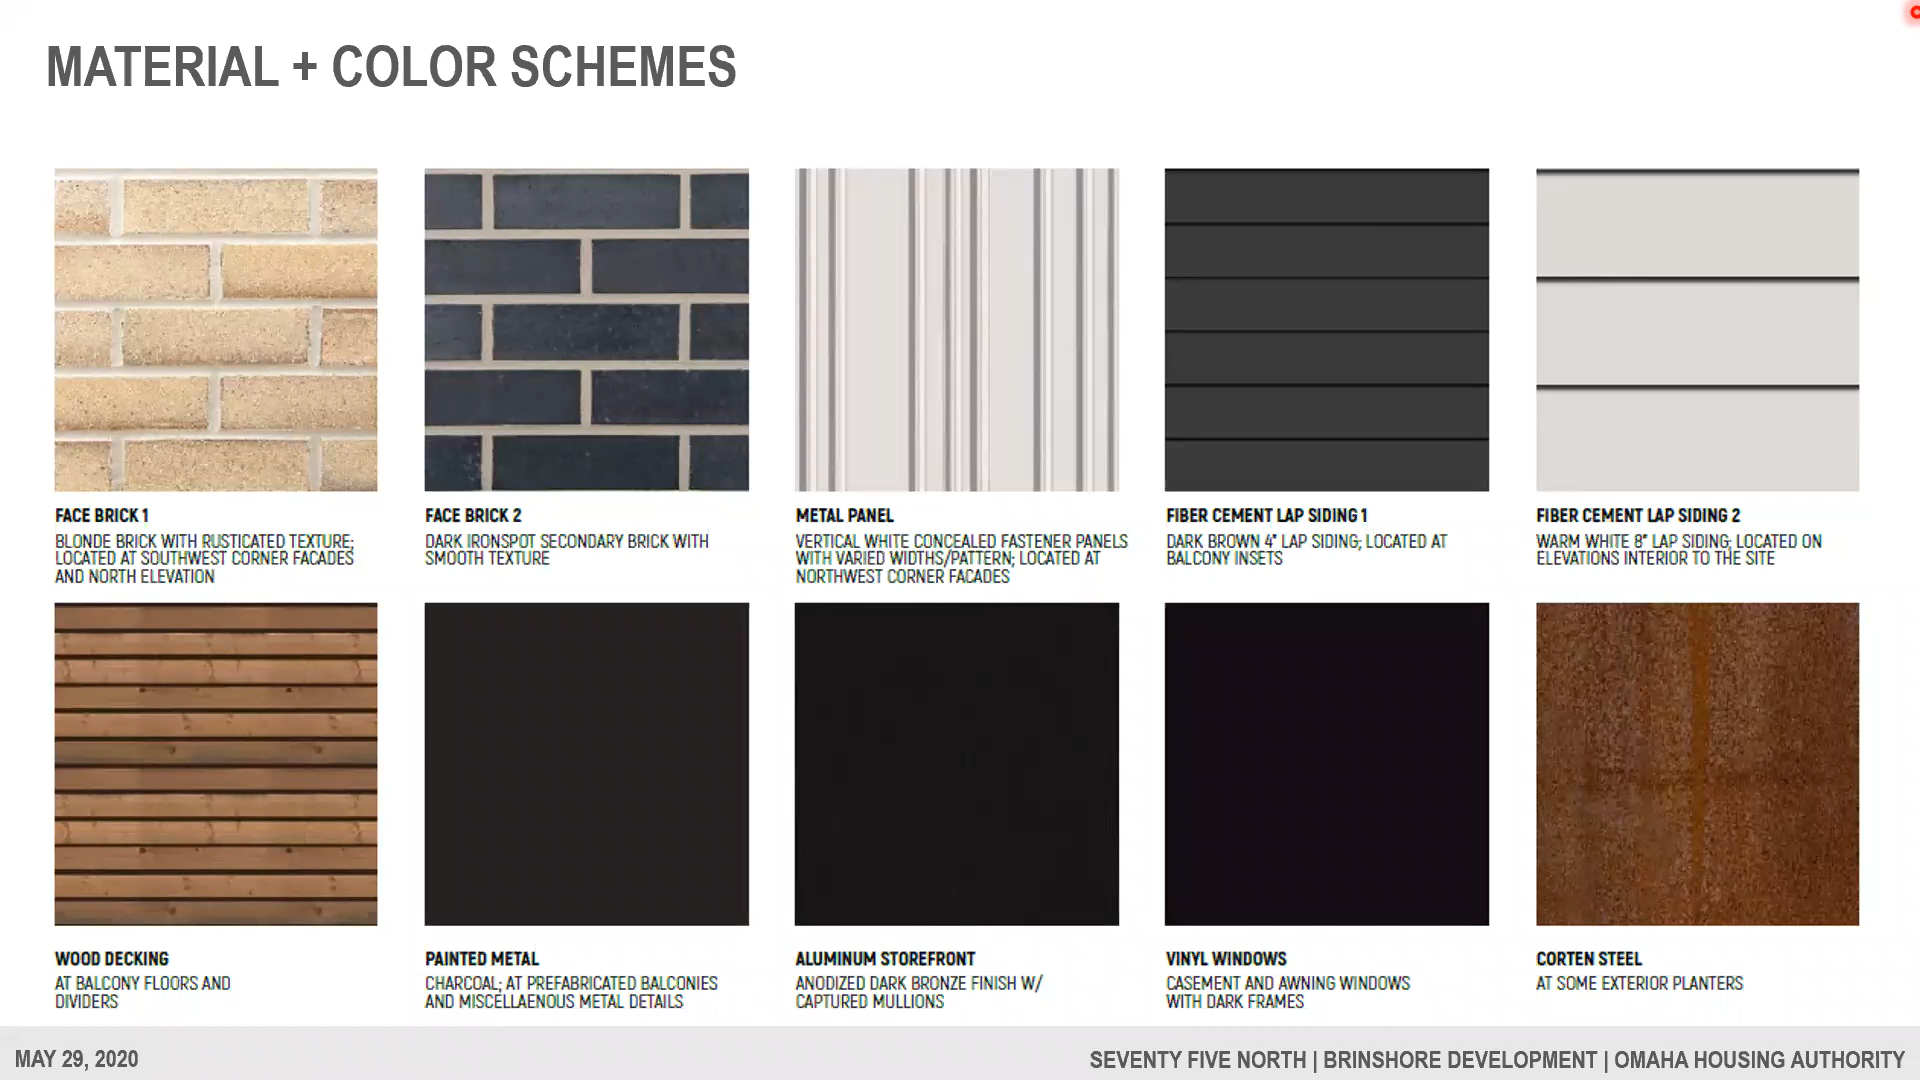 MATERIAL + COLOR SCHEMES
FACE BRICK 1
BLONDE BRICK WITH RUSTICATED TEXTURE;
LOCATED AT SOUTHWEST CORNER FACADES
AND NORTH ELEVATION
FACE BRICK 2
DARK IRONSPOT SECONDARY BRICK WITH
SMOOTH TEXTURE
METAL PANEL
VERTICAL WHITE CONCEALED FASTENER PANELS
WITH VARIED WIDTHS/PATTERN; LOCATED AT
NORTHWEST CORNER FACADES
FIBER CEMENT LAP SIDING 1
DARK BROWN 4" LAP SIDING; LOCATED AT
BALCONY INSETS
FIBER CEMENT LAP SIDING 2
WARM WHITE 8" LAP SIDING; LOCATED ON
ELEVATIONS INTERIOR TO THE SITE
WOOD DECKING
AT BALCONY FLOORS AND
DIVIDERS
PAINTED METAL
CHARCOAL; AT PREFABRICATED BALCONIES
AND MISCELLAENOUS METAL DETAILS
ALUMINUM STOREFRONT
ANODIZED DARK BRONZE FINISH W/
CAPTURED MULLIONS
VINYL WINDOWS
CASEMENT AND AWNING WINDOWS
WITH DARK FRAMES
CORTEN STEEL
AT SOME EXTERIOR PLANTERS
MAY 29, 2020
SEVENTY FIVE NORTH | BRINSHORE DEVELOPMENT | OMAHA HOUSING AUTHORITY